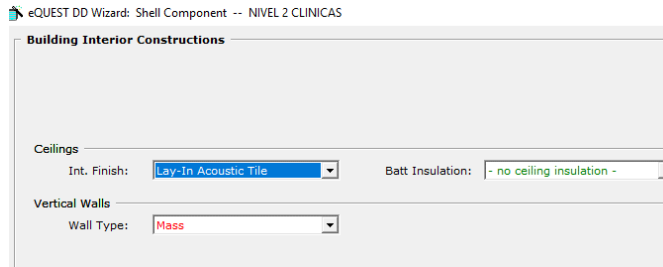 eQUEST DD Wizard: Shell Component -- NIVEL 2 CLINICAS
Building Interior Constructions
Ceilings
Int. Finish: Lay-In Acoustic Tile Batt Insulation: - no ceiling insulation -
Vertical Walls
Wall Type: Mass